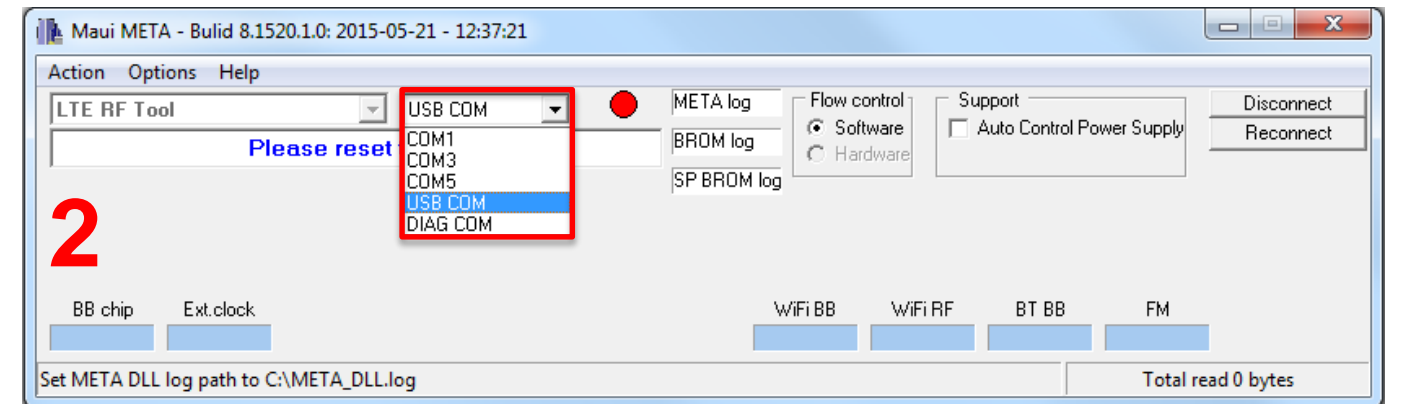 Maui META - Bulid 8.1520.1.0: 2015-05-21 - 12:37:21
Action Options Help
LTE RF Tool
USB COM
META log
Flow control
Support
Disconnect
Software
Auto Control Power Supply
Please reset
COM1
BROM log
Reconnect
Hardware
COM3
COM5
SP BROM log
USB COM
DIAG COM
2
BB chip Ext.clock WiFi BB WiFi RF BT BB FM
Set META DLL log path to C:\META_DLL.log Total read 0 bytes